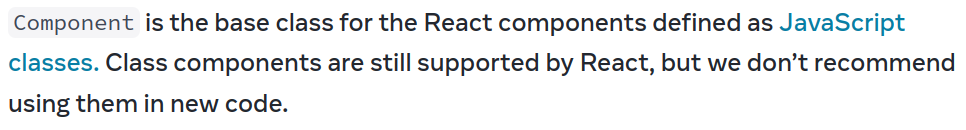 Component is the base class for the React components defined as JavaScript
classes. Class components are still supported by React, but we don’t recommend
using them in new code.